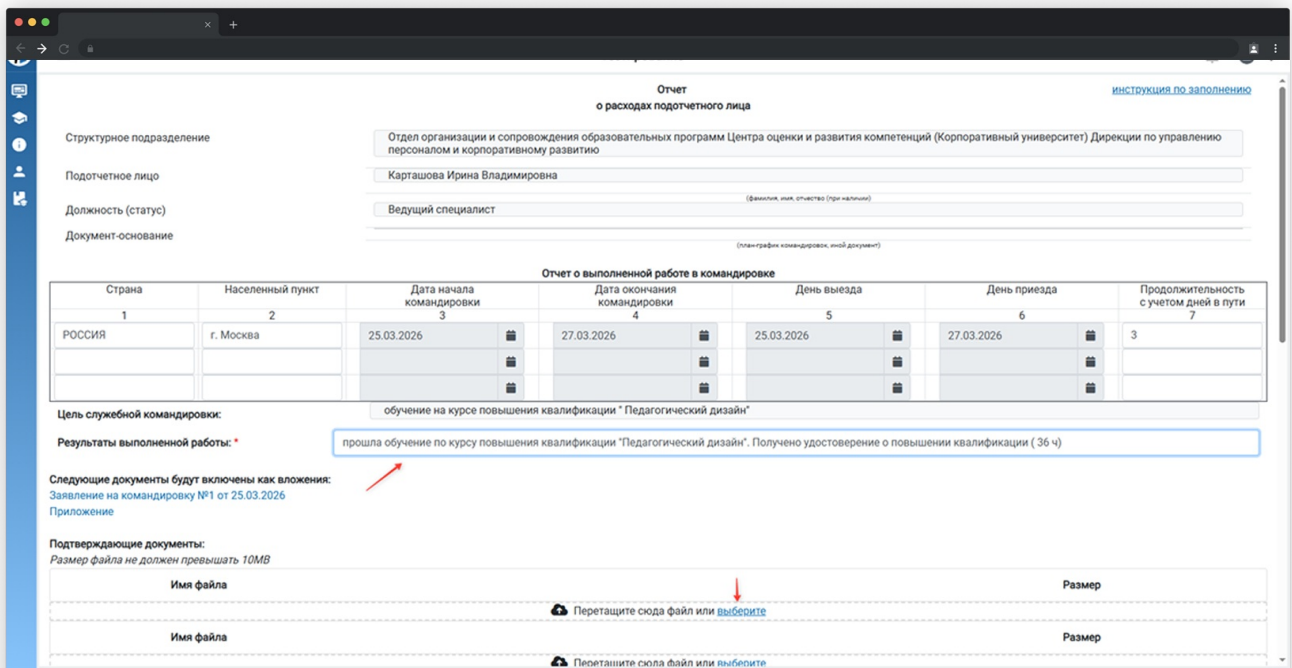 Отчет
инструкция по заполнению
о расходах подотчетного лица
Структурное подразделение
Отдел организации и сопровождения образовательных программ Центра оценки и развития компетенций (Корпоративный университет) Дирекции по управлению
персоналом и корпоративному развитию
Подотчетное лицо
Карташова Ирина Владимировна
(фамилия, имя, отчество (при наличии)
Должность (статус)
Ведущий специалист
Документ-основание
(план-график командировок, иной документ)
Отчет о выполненной работе в командировке
Страна Населенный пункт Дата начала командировки Дата окончания командировки День выезда День приезда Продолжительность с учетом дней в пути
1 2 3 4 5 6 7
РОССИЯ г. Москва 25.03.2026 27.03.2026 25.03.2026 27.03.2026 3
Цель служебной командировки:
обучение на курсе повышения квалификации " Педагогический дизайн"
Результаты выполненной работы: *
прошла обучение по курсу повышения квалификации "Педагогический дизайн". Получено удостоверение о повышении квалификации ( 36 ч)
Следующие документы будут включены как вложения:
Заявление на командировку №1 от 25.03.2026
Приложение
Подтверждающие документы:
Размер файла не должен превышать 10MB
Имя файла Размер
Перетащите сюда файл или выберите
Имя файла Размер
Перетащите сюда файл или выберите